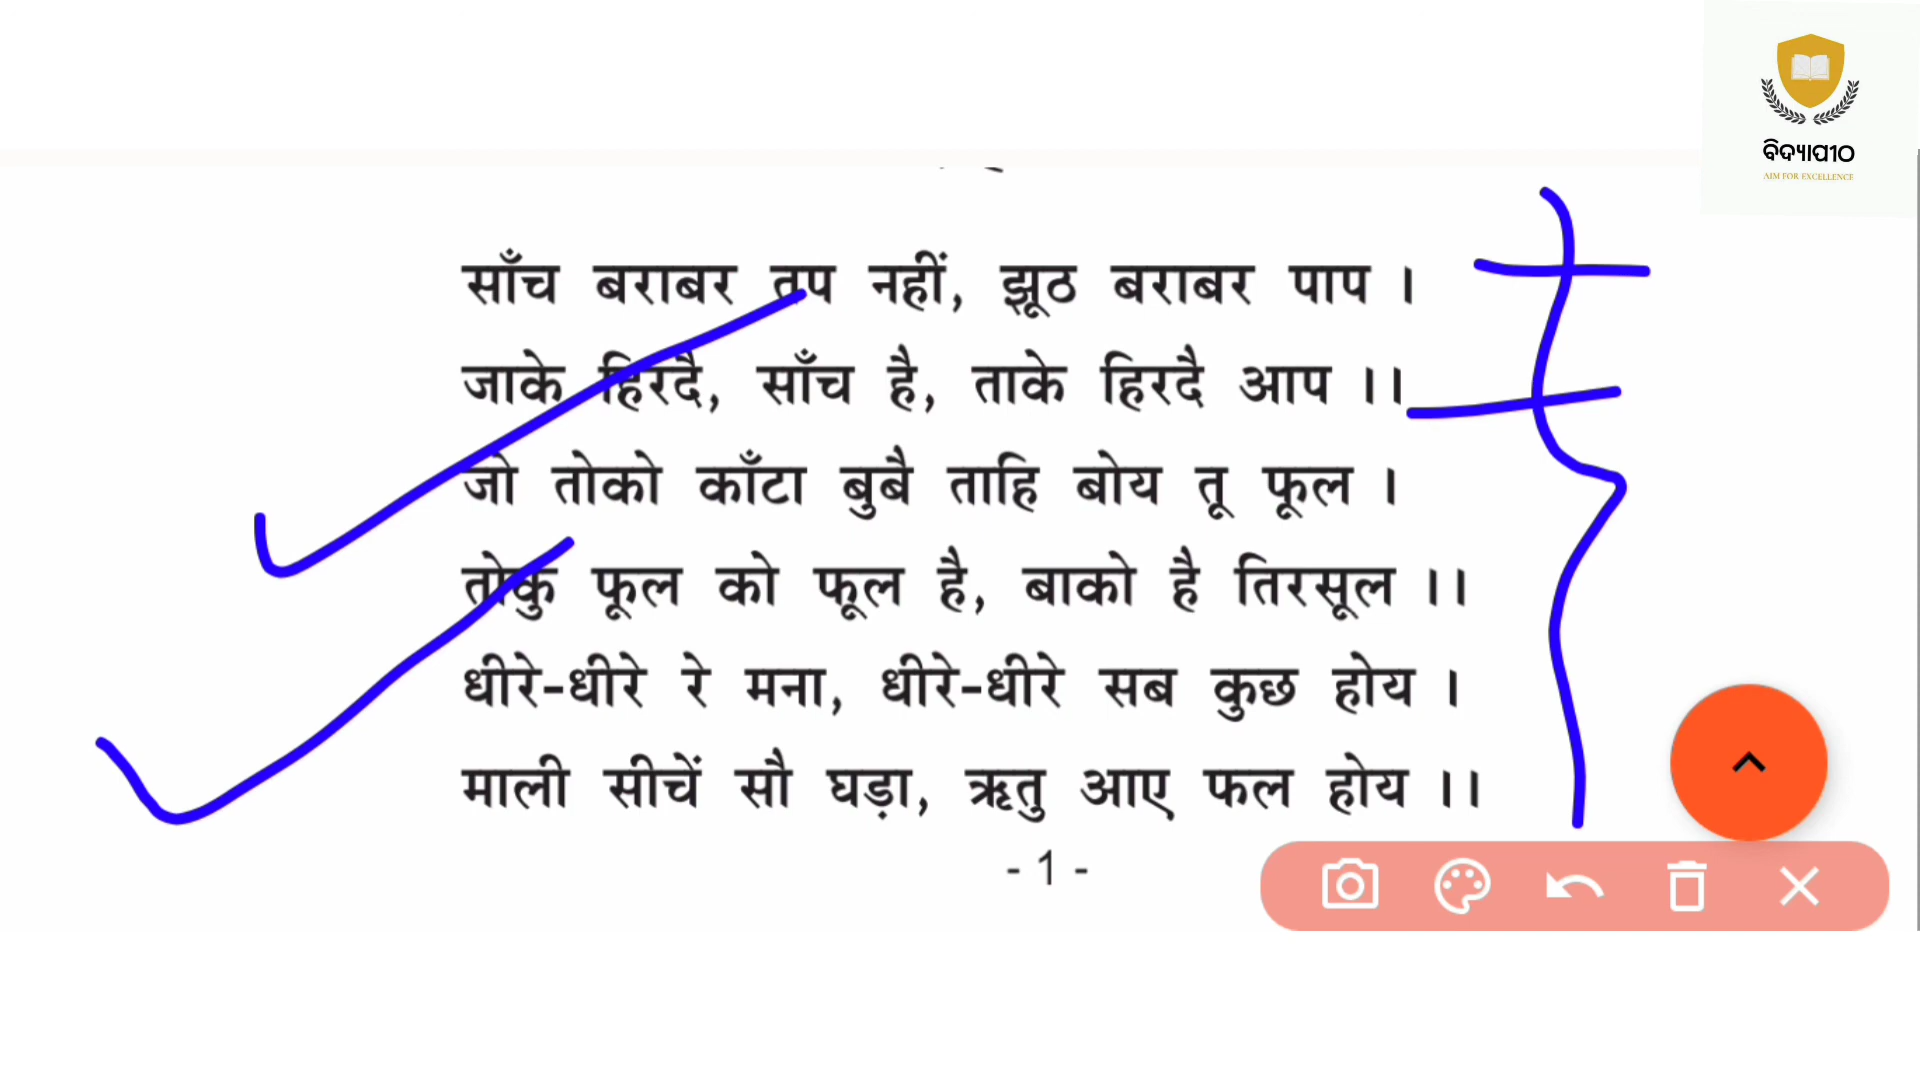 ବିଦ୍ୟାପୀଠ
AIM FOR EXCELLENCE
साँच बराबर तप नहीं, झूठ बराबर पाप ।
जाके हिरदै, साँच है, ताके हिरदै आप ।।
जो तोको काँटा बुबै ताहि बोय तू फूल ।
तोकु फूल को फूल है, बाको है तिरसूल ।।
धीरे-धीरे रे मना, धीरे-धीरे सब कुछ होय ।
माली सीचें सौ घड़ा, ऋतु आए फल होय ।।
- 1 -